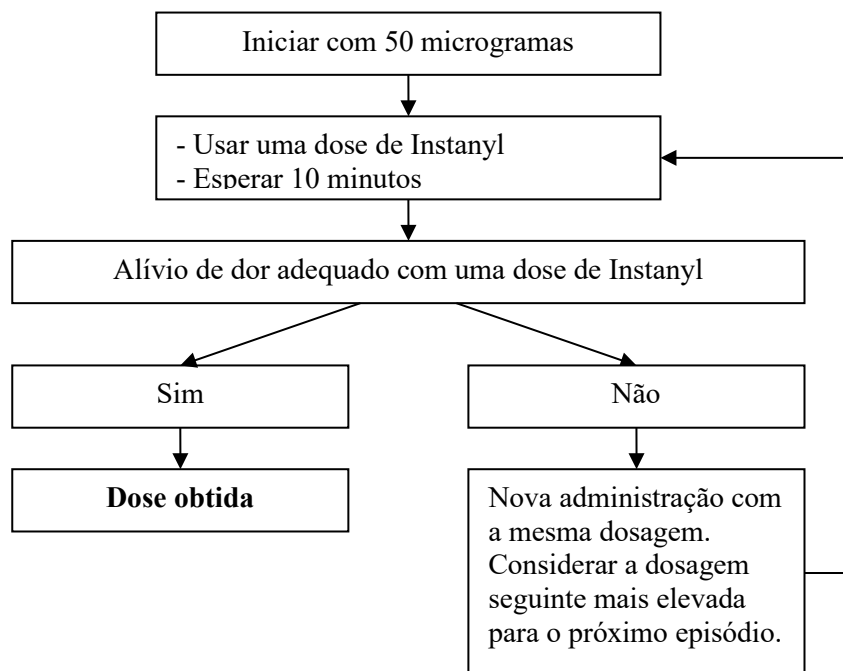 Iniciar com 50 microgramas
- Usar uma dose de Instanyl
- Esperar 10 minutos
Alívio de dor adequado com uma dose de Instanyl
Sim
Não
Dose obtida
Nova administração com
a mesma dosagem.
Considerar a dosagem
seguinte mais elevada
para o próximo episódio.